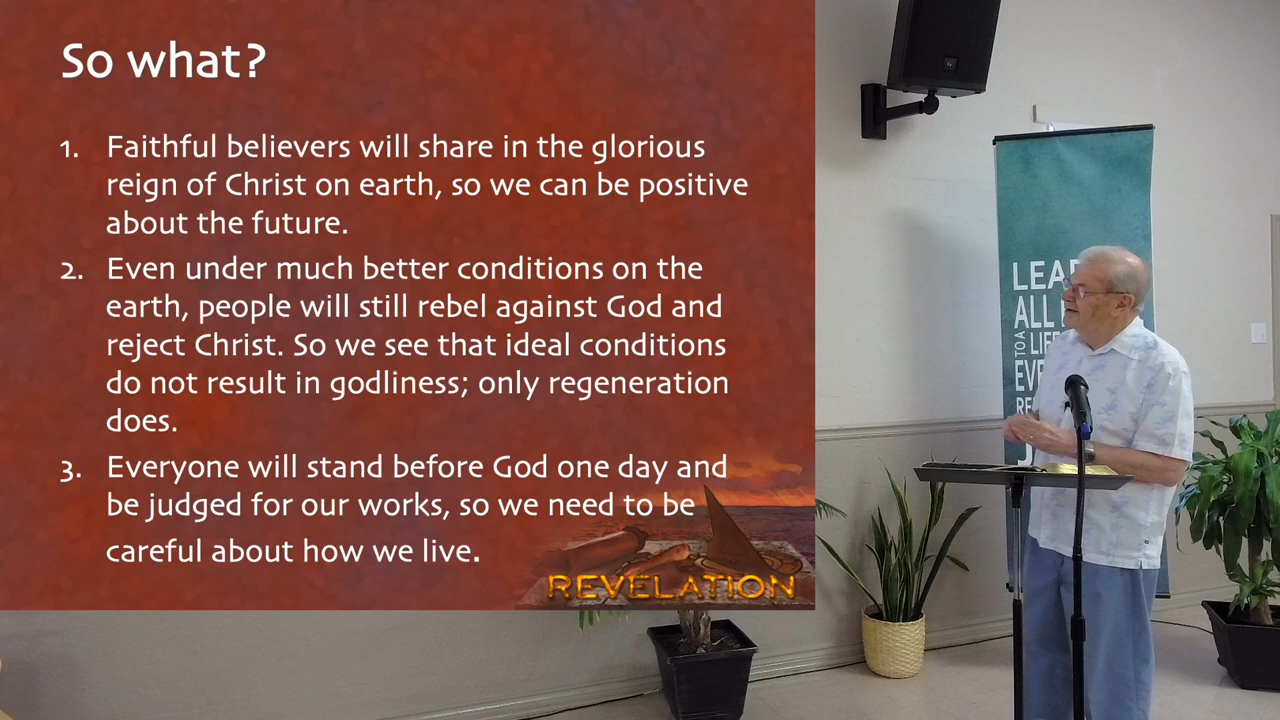 So what?
1. Faithful believers will share in the glorious
reign of Christ on earth, so we can be positive
about the future.
2. Even under much better conditions on the
earth, people will still rebel against God and
reject Christ. So we see that ideal conditions
do not result in godliness; only regeneration
does.
3. Everyone will stand before God one day and
be judged for our works, so we need to be
careful about how we live.
REVELATION
ALL
TO A